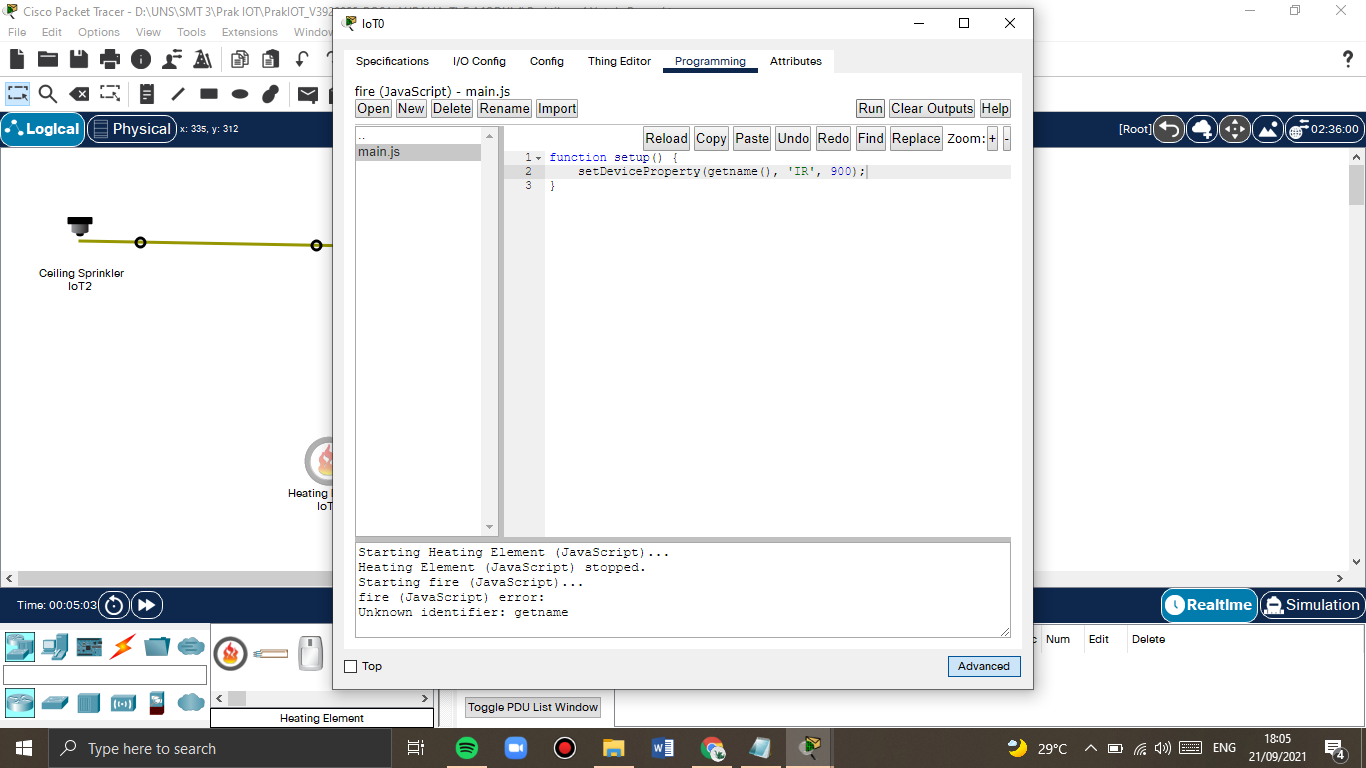 Cisco Packet Tracer - D:\UNS\SMT 3\Prak IOT\PrakIOT_V392
File Edit Options View Tools Extensions Window
IoT0
Specifications I/O Config Config Thing Editor Programming Attributes
fire (JavaScript) - main.js
Open New Delete Rename Import Run Clear Outputs Help
Logical Physical x: 335, y: 312
[Root] 02:36:00
..
main.js
Reload Copy Paste Undo Redo Find Replace Zoom: + -
1 function setup() {
2 setDeviceProperty(getname(), 'IR', 900);
3 }
Ceiling Sprinkler
IoT2
Heating
IoT
Starting Heating Element (JavaScript)...
Heating Element (JavaScript) stopped.
Starting fire (JavaScript)...
fire (JavaScript) error:
Unknown identifier: getname
Top Advanced
Time: 00:05:03 Realtime Simulation
c Num Edit Delete
Heating Element
Toggle PDU List Window
Type here to search
29°C ENG
18:05
21/09/2021
4